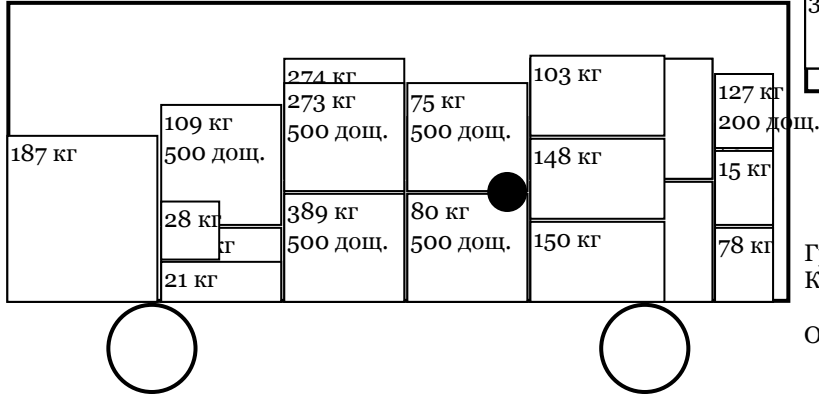 187 кг
109 кг
500 дощ.
28 кг
кг
21 кг
274 кг
273 кг
500 дощ.
389 кг
500 дощ.
75 кг
500 дощ.
80 кг
500 дощ.
103 кг
148 кг
150 кг
127 кг
200 дощ.
15 кг
78 кг